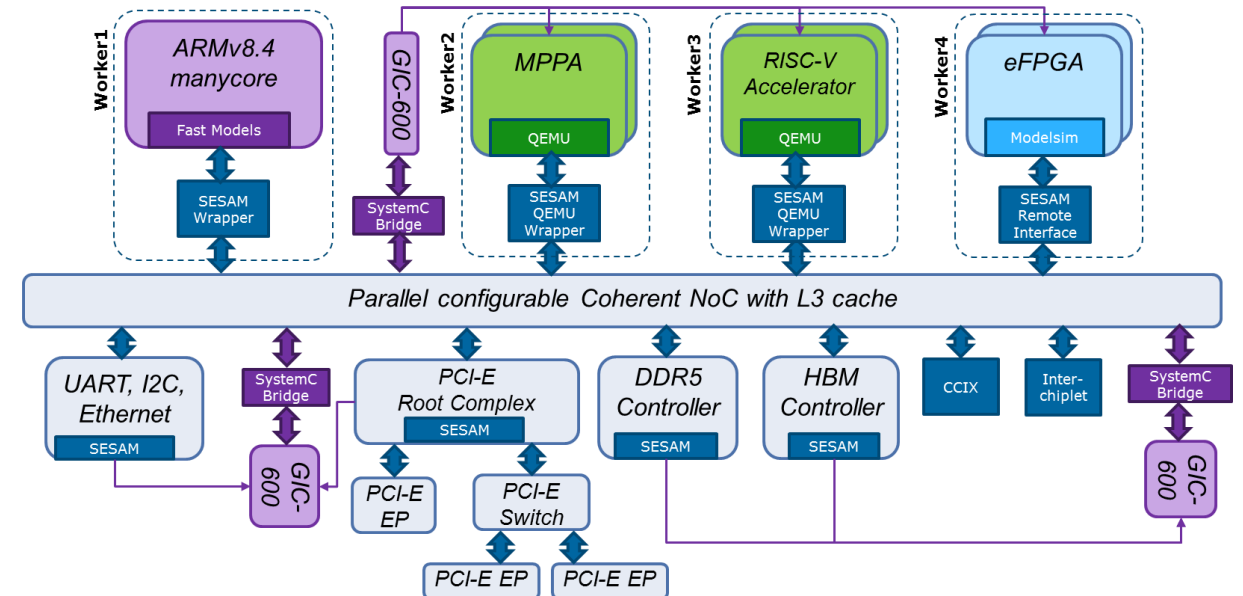 Worker1
ARMv8.4
manycore
Fast Models
SESAM
Wrapper
GIC-600
SystemC
Bridge
Worker2
MPPA
QEMU
SESAM
QEMU
Wrapper
Worker3
RISC-V
Accelerator
QEMU
SESAM
QEMU
Wrapper
Worker4
eFPGA
Modelsim
SESAM
Remote
Interface
Parallel configurable Coherent NoC with L3 cache
UART, I2C,
Ethernet
SESAM
SystemC
Bridge
GIC-
600
PCI-E
Root Complex
SESAM
PCI-E
EP
PCI-E
Switch
PCI-E EP
PCI-E EP
DDR5
Controller
SESAM
HBM
Controller
SESAM
CCIX
Inter-
chiplet
SystemC
Bridge
GIC-
600